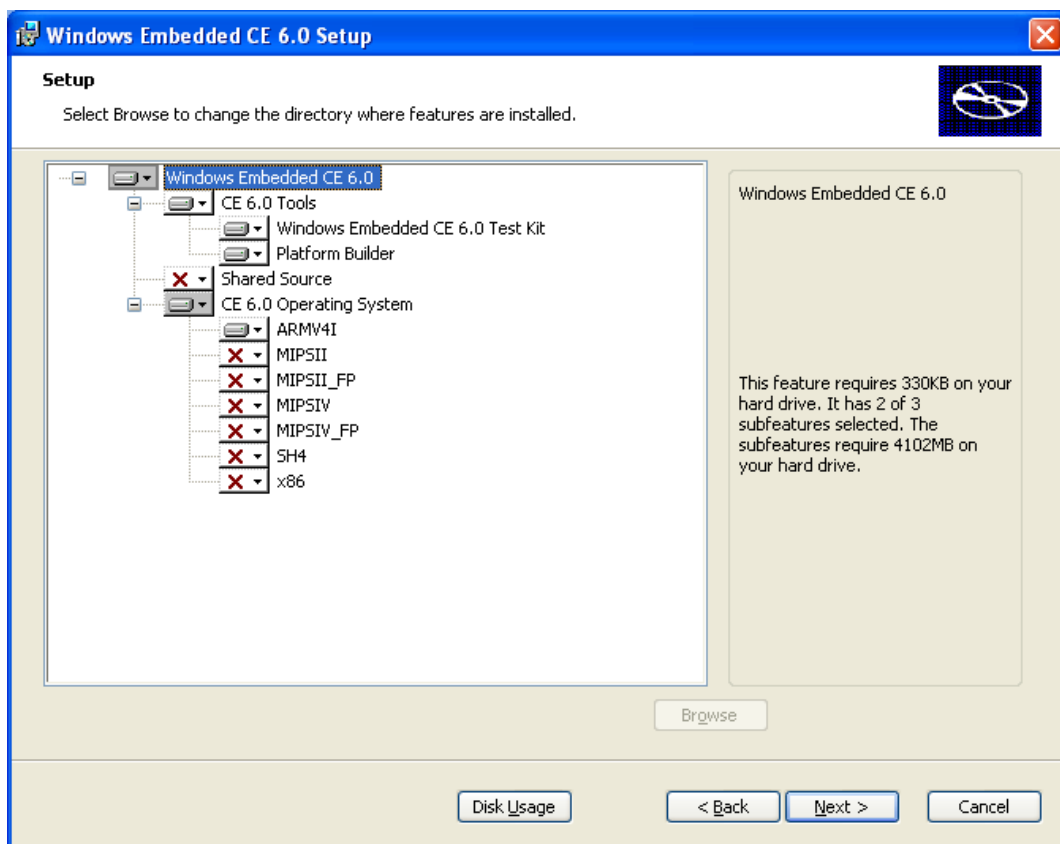 Windows Embedded CE 6.0 Setup
Setup
Select Browse to change the directory where features are installed.
Windows Embedded CE 6.0
CE 6.0 Tools
Windows Embedded CE 6.0 Test Kit
Platform Builder
Shared Source
CE 6.0 Operating System
ARMV4I
MIPSII
MIPSII_FP
MIPSIV
MIPSIV_FP
SH4
x86
Windows Embedded CE 6.0
This feature requires 330KB on your
hard drive. It has 2 of 3
subfeatures selected. The
subfeatures require 4102MB on
your hard drive.
Browse
Disk Usage
< Back
Next >
Cancel